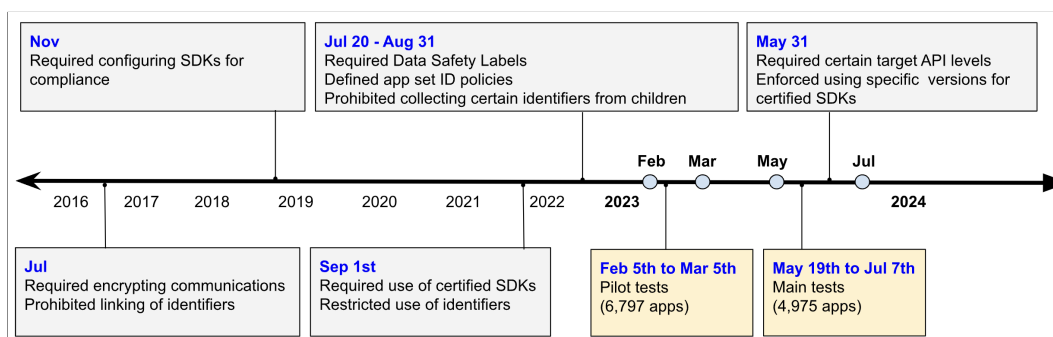 Nov
Required configuring SDKs for
compliance
Jul 20 - Aug 31
Required Data Safety Labels
Defined app set ID policies
Prohibited collecting certain identifiers from children
May 31
Required certain target API levels
Enforced using specific versions for
certified SDKs
Feb Mar May Jul
2016 2017 2018 2019 2020 2021 2022 2023 2024
Jul
Required encrypting communications
Prohibited linking of identifiers
Sep 1st
Required use of certified SDKs
Restricted use of identifiers
Feb 5th to Mar 5th
Pilot tests
(6,797 apps)
May 19th to Jul 7th
Main tests
(4,975 apps)